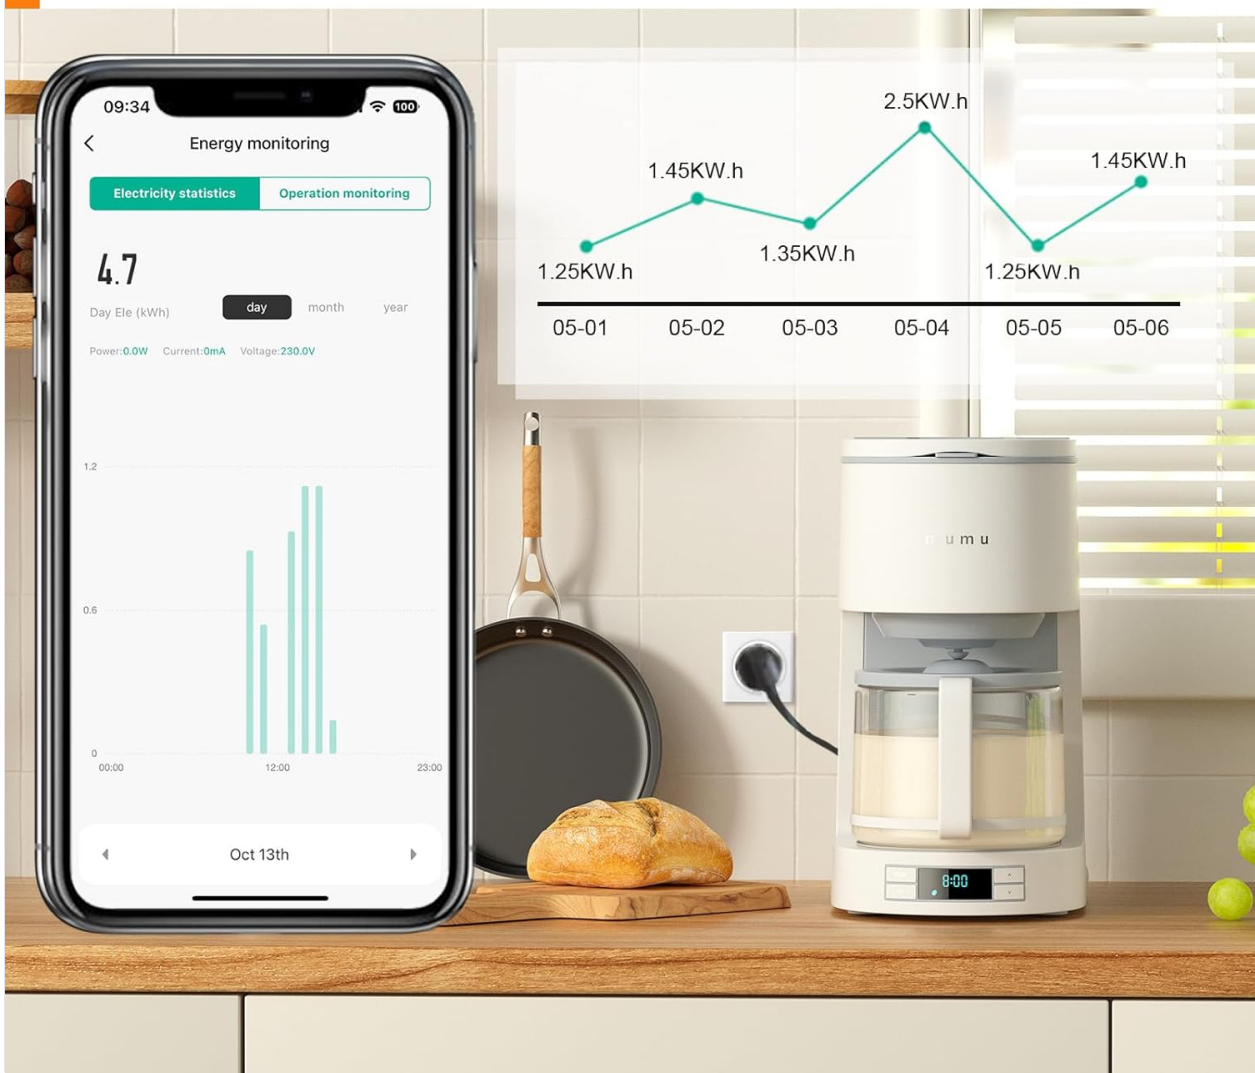 09:34
100
Energy monitoring
Electricity statistics Operation monitoring
4.7
Day Ele (kWh)
day month year
Power:0.0W Current:0mA Voltage:230.0V
1.2
0.6
0
00:00 12:00 23:00
Oct 13th
2.5KW.h
1.45KW.h
1.45KW.h
1.35KW.h
1.25KW.h
1.25KW.h
05-01 05-02 05-03 05-04 05-05 05-06
mumu
8:00